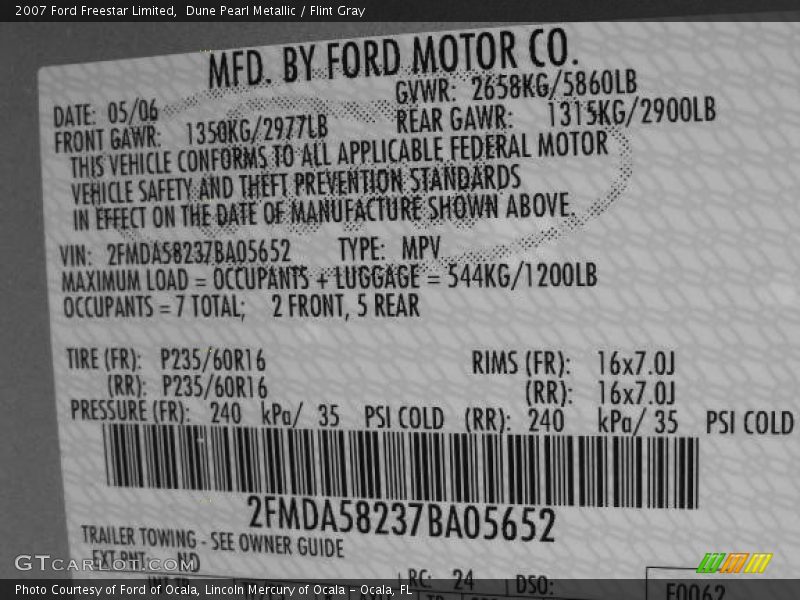 2007 Ford Freestar Limited, Dune Pearl Metallic / Flint Gray
MFD. BY FORD MOTOR CO.
DATE: 05/06 GVWR: 2658KG/5860LB
FRONT GAWR: 1350KG/2977LB REAR GAWR: 1315KG/2900LB
THIS VEHICLE CONFORMS TO ALL APPLICABLE FEDERAL MOTOR
VEHICLE SAFETY AND THEFT PREVENTION STANDARDS
IN EFFECT ON THE DATE OF MANUFACTURE SHOWN ABOVE.
VIN: 2FMDA58237BA05652 TYPE: MPV
MAXIMUM LOAD = OCCUPANTS + LUGGAGE = 544KG/1200LB
OCCUPANTS = 7 TOTAL; 2 FRONT, 5 REAR
TIRE (FR): P235/60R16 RIMS (FR): 16x7.0J
(RR): P235/60R16 (RR): 16x7.0J
PRESSURE (FR): 240 kPa/ 35 PSI COLD (RR): 240 kPa/ 35 PSI COLD
2FMDA58237BA05652
TRAILER TOWING - SEE OWNER GUIDE
EXT PNT: ND
RC: 24 DSO:
F0062
GTcarlot.com
Photo Courtesy of Ford of Ocala, Lincoln Mercury of Ocala - Ocala, FL